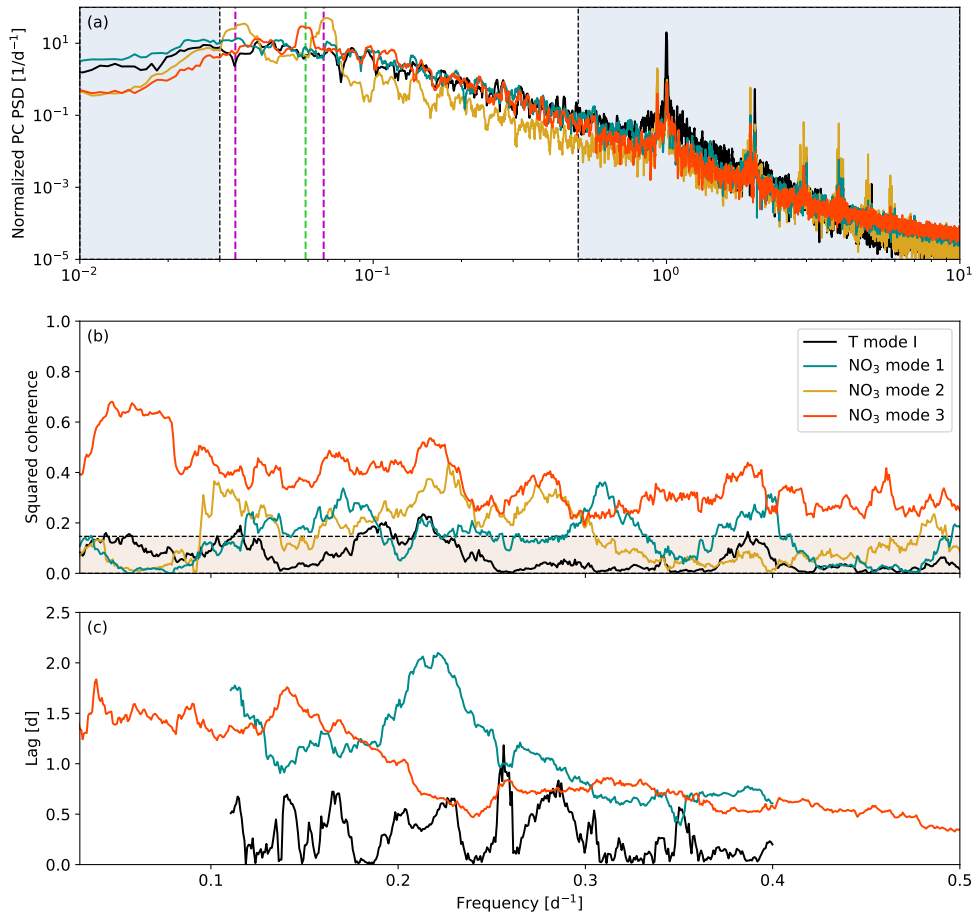 (a)
Normalized PC PSD [1/d⁻¹]
10¹
10⁻¹
10⁻³
10⁻⁵
10⁻² 10⁻¹ 10⁰ 10¹
(b)
Squared coherence
1.0
0.8
0.6
0.4
0.2
0.0
T mode I
NO₃ mode 1
NO₃ mode 2
NO₃ mode 3
(c)
Lag [d]
2.5
2.0
1.5
1.0
0.5
0.0
0.1 0.2 0.3 0.4 0.5
Frequency [d⁻¹]